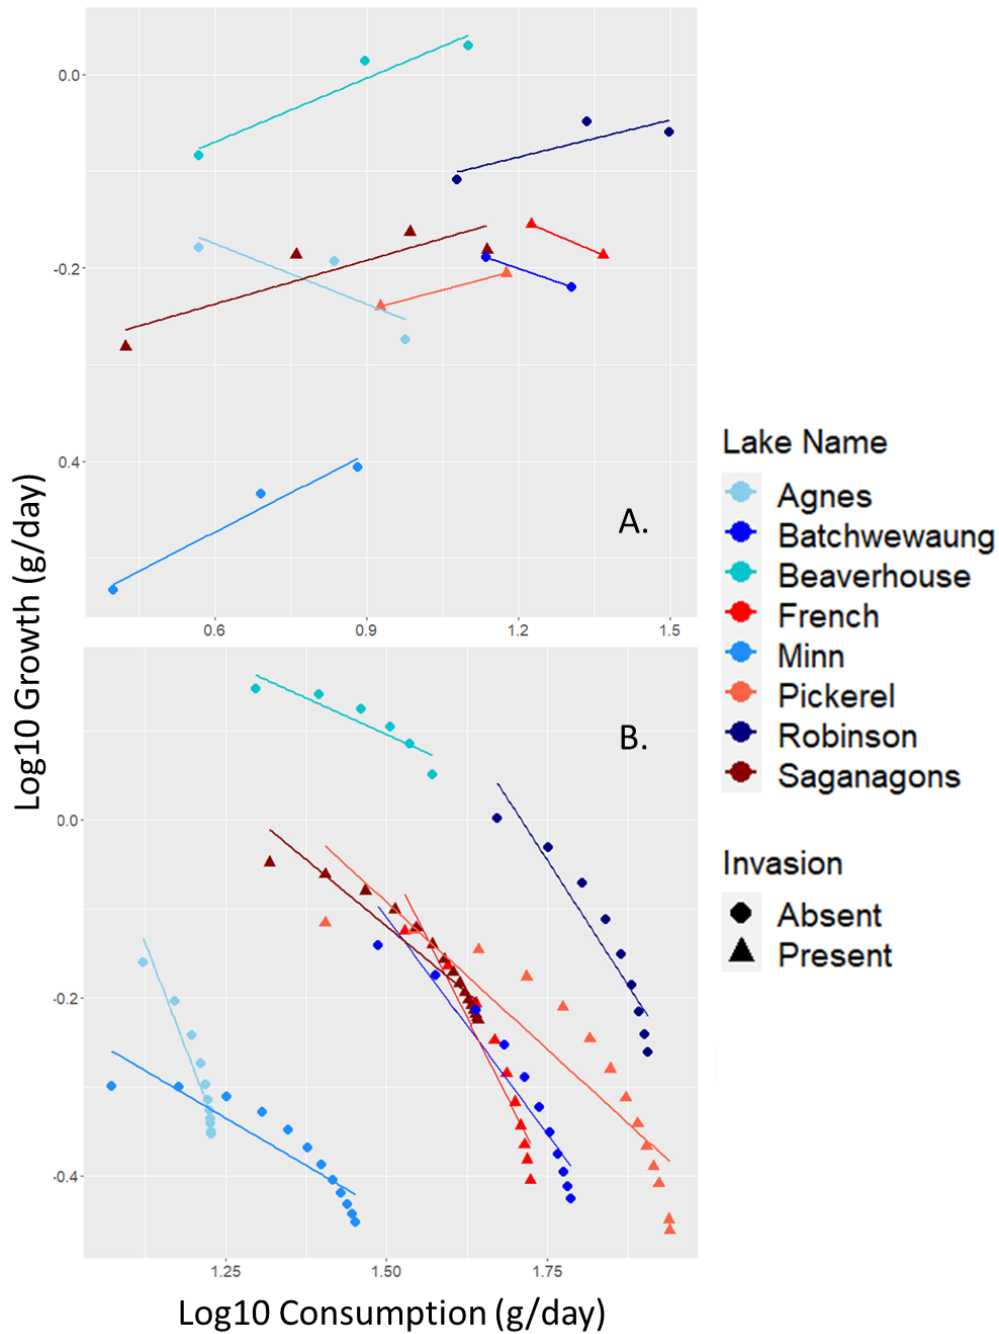 0.0-
-0.2-
0.4-
A.
0.6
0.9
1.2
1.5
B.
0.0-
-0.2-
-0.4-
1.25
1.50
1.75
Log10 Consumption (g/day)
Log10 Growth (g/day)
Lake Name
Agnes
Batchwewaung
Beaverhouse
French
Minn
Pickerel
Robinson
Saganagons
Invasion
Absent
Present